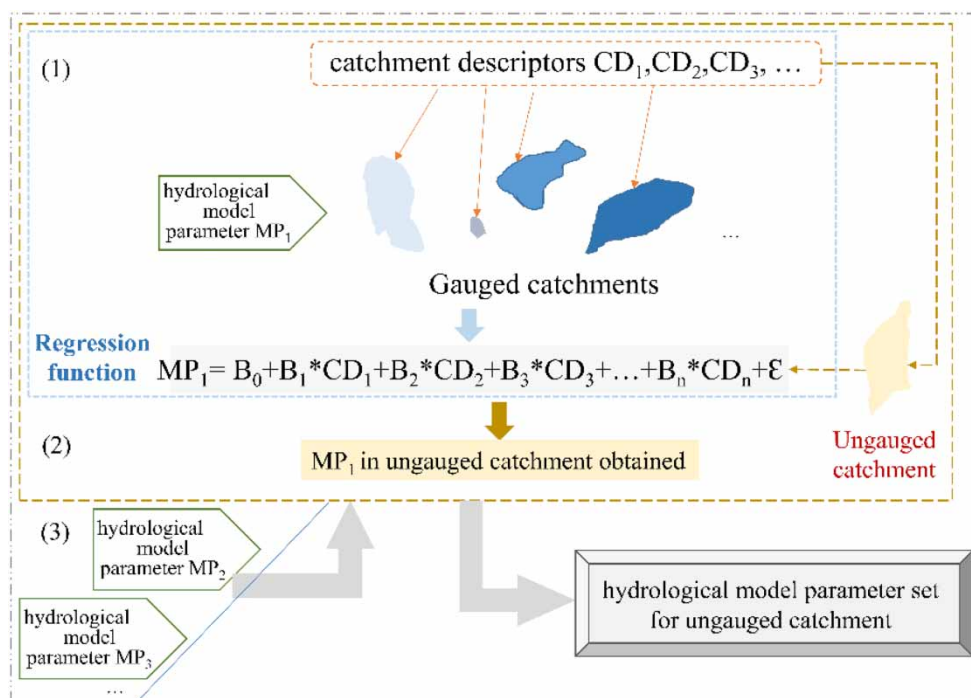 (1)
catchment descriptors CD₁,CD₂,CD₃, …
hydrological
model
parameter MP₁
…
Gauged catchments
Regression
function
MP₁= B₀+B₁*CD₁+B₂*CD₂+B₃*CD₃+…+Bₙ*CDₙ+Ɛ
(2)
MP₁ in ungauged catchment obtained
Ungauged
catchment
(3)
hydrological
model
parameter MP₂
hydrological
model
parameter MP₃
…
hydrological model parameter set
for ungauged catchment